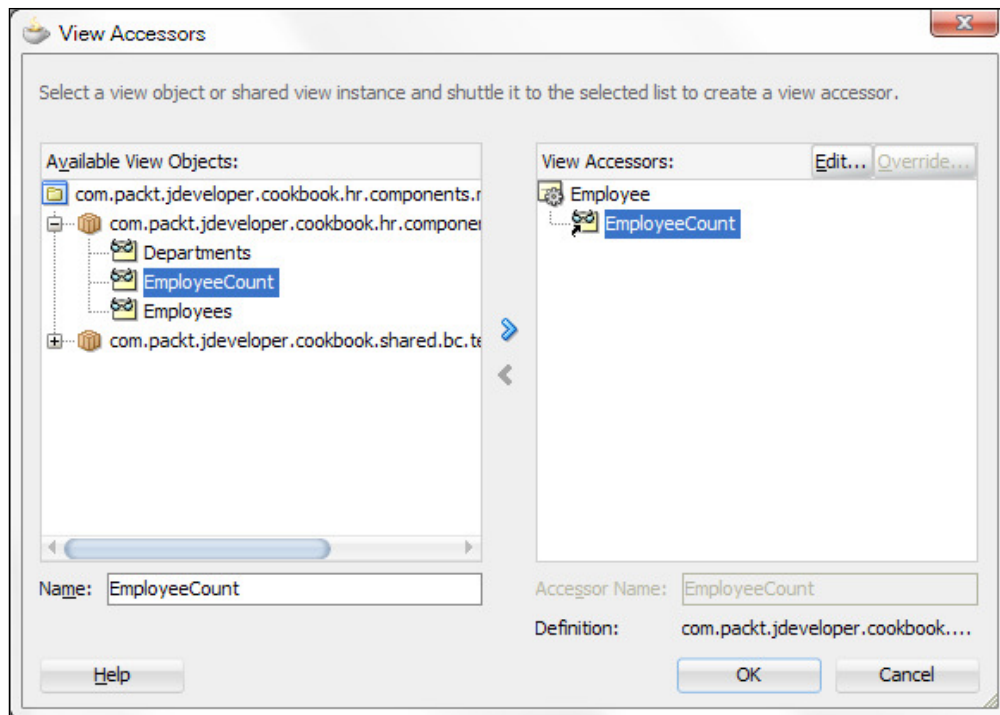 View Accessors
Select a view object or shared view instance and shuttle it to the selected list to create a view accessor.
Available View Objects:
com.packt.jdeveloper.cookbook.hr.components.r
com.packt.jdeveloper.cookbook.hr.componer
Departments
EmployeeCount
Employees
com.packt.jdeveloper.cookbook.shared.bc.te
Name: EmployeeCount
View Accessors: Edit... Override...
Employee
EmployeeCount
Accessor Name: EmployeeCount
Definition: com.packt.jdeveloper.cookbook....
Help OK Cancel